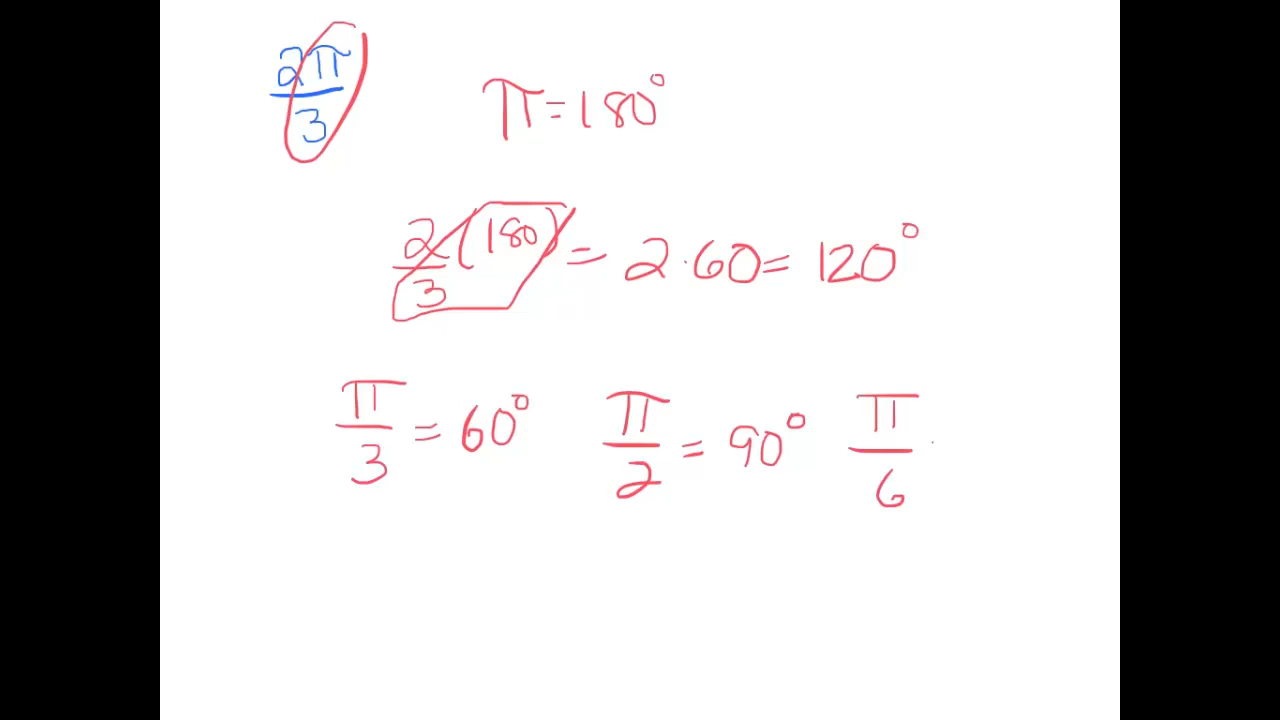 2π/3
π=180°
2/3(180) = 2·60= 120°
π/3 = 60° π/2 = 90° π/6